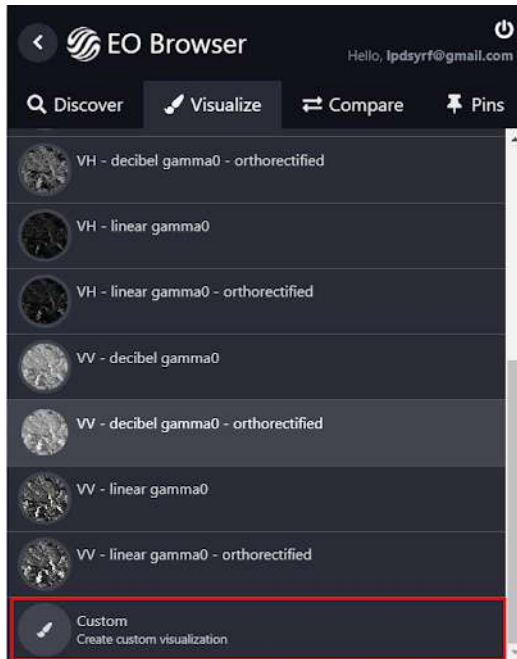 EO Browser
Hello, lpdsyrf@gmail.com
Discover Visualize Compare Pins
VH - decibel gamma0 - orthorectified
VH - linear gamma0
VH - linear gamma0 - orthorectified
VV - decibel gamma0
VV - decibel gamma0 - orthorectified
VV - linear gamma0
VV - linear gamma0 - orthorectified
Custom
Create custom visualization